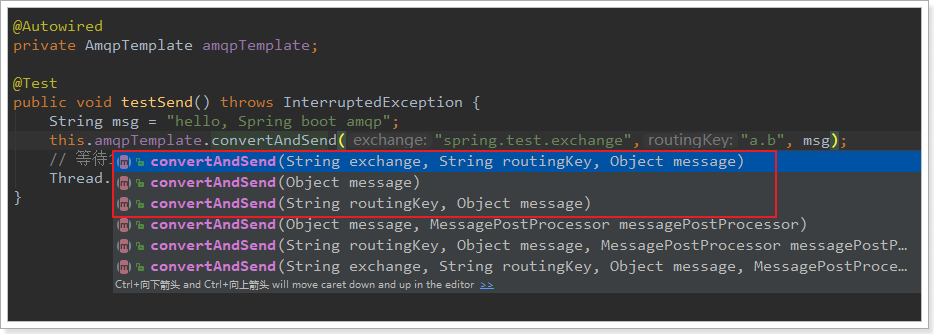 @Autowired
private AmqpTemplate amqpTemplate;
@Test
public void testSend() throws InterruptedException {
String msg = "hello, Spring boot amqp";
this.amqpTemplate.convertAndSend( exchange: "spring.test.exchange", routingKey: "a.b", msg);
// 等待
convertAndSend(String exchange, String routingKey, Object message)
Thread.
convertAndSend(Object message)
}
convertAndSend(String routingKey, Object message)
convertAndSend(Object message, MessagePostProcessor messagePostProcessor)
convertAndSend(String routingKey, Object message, MessagePostProcessor messagePostP…
convertAndSend(String exchange, String routingKey, Object message, MessagePostProce…
Ctrl+向下箭头 and Ctrl+向上箭头 will move caret down and up in the editor >>